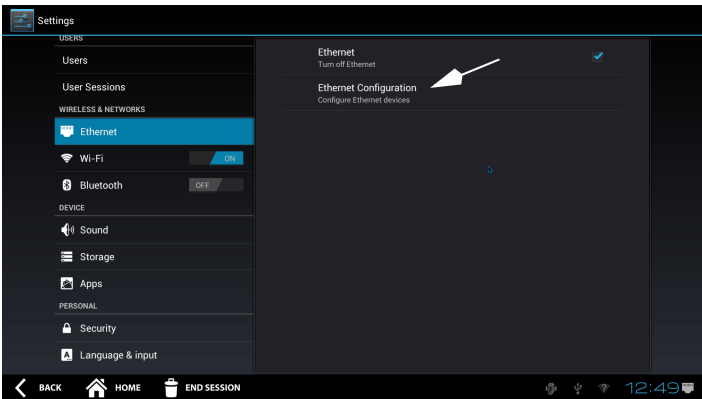 Settings
USERS
Users
User Sessions
WIRELESS & NETWORKS
Ethernet
Wi-Fi ON
Bluetooth OFF
DEVICE
Sound
Storage
Apps
PERSONAL
Security
Language & input
Ethernet
Turn off Ethernet
Ethernet Configuration
Configure Ethernet devices
BACK HOME END SESSION 12:49